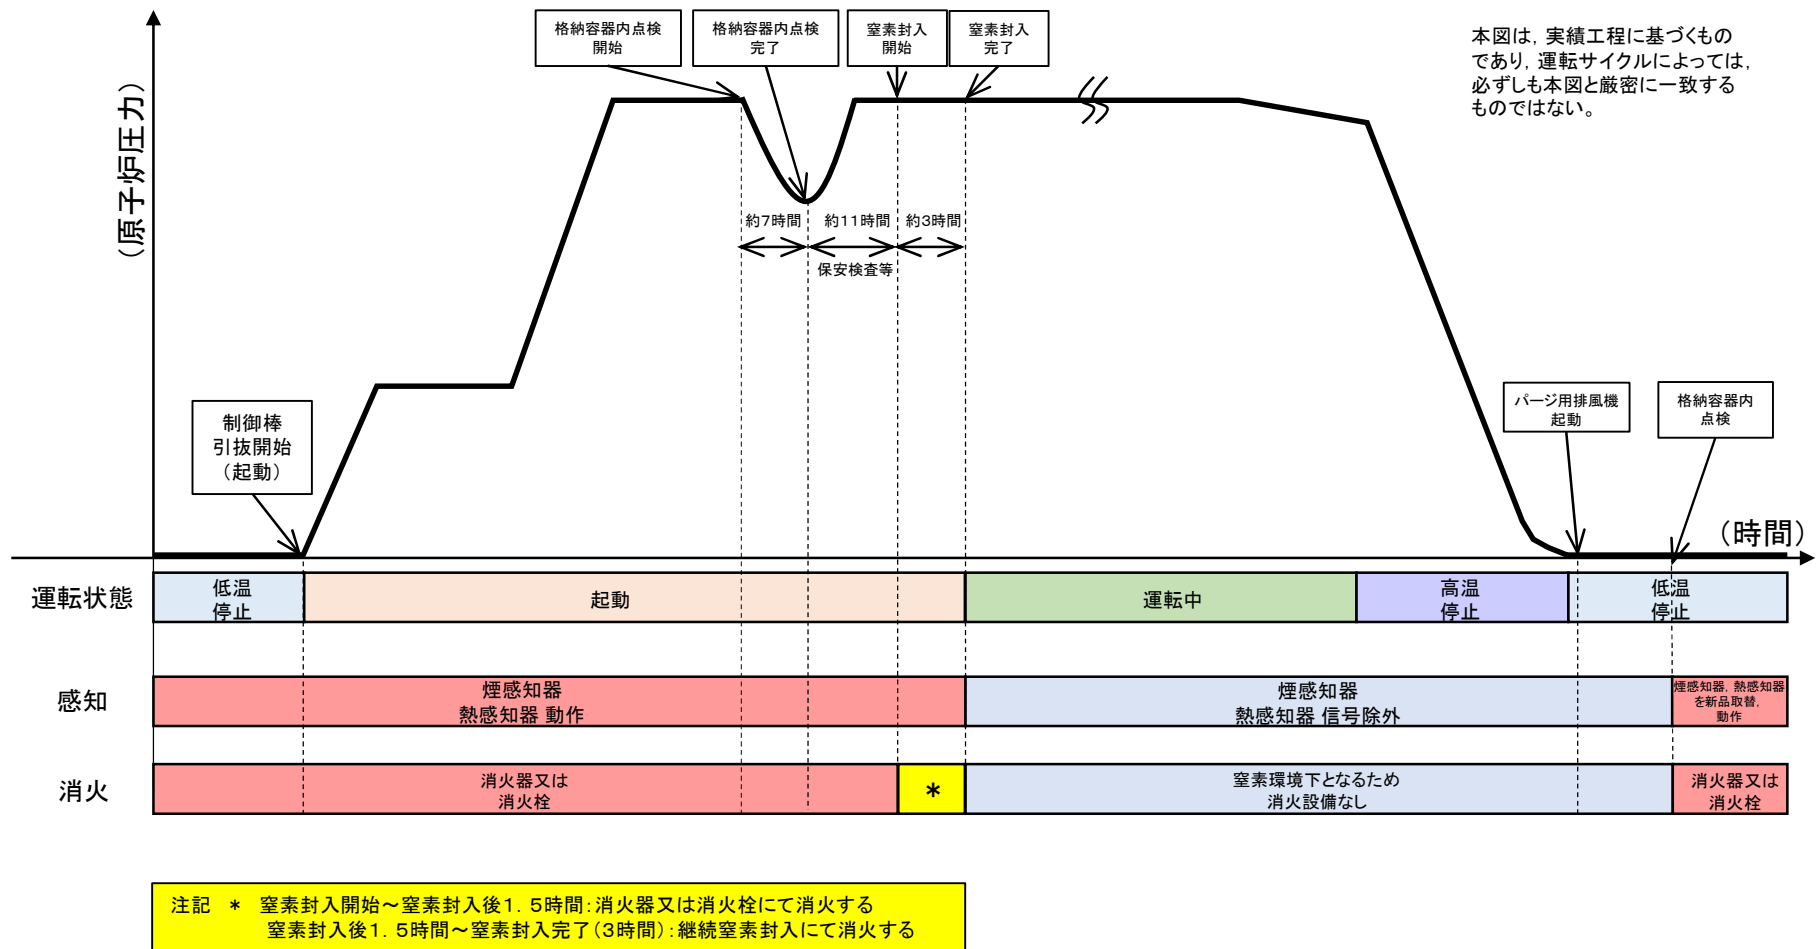 格納容器内点検
開始
格納容器内点検
完了
窒素封入
開始
窒素封入
完了
本図は，実績工程に基づくもの
であり，運転サイクルによっては，
必ずしも本図と厳密に一致する
ものではない。
（原子炉圧力）
約7時間
約11時間
約3時間
保安検査等
制御棒
引抜開始
（起動）
パージ用排風機
起動
格納容器内
点検
（時間）
運転状態
低温
停止
起動
運転中
高温
停止
低温
停止
感知
煙感知器
熱感知器 動作
煙感知器
熱感知器 信号除外
煙感知器，熱感知器
を新品取替，
動作
消火
消火器又は
消火栓
*
窒素環境下となるため
消火設備なし
消火器又は
消火栓
注記　*　窒素封入開始～窒素封入後1．5時間：消火器又は消火栓にて消火する
窒素封入後1．5時間～窒素封入完了（3時間）：継続窒素封入にて消火する